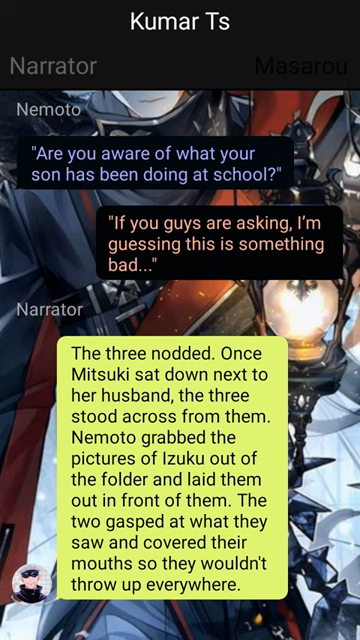 Kumar Ts
Narrator
Masarou
Nemoto
"Are you aware of what your
son has been doing at school?"
"If you guys are asking, I’m
guessing this is something
bad..."
Narrator
The three nodded. Once
Mitsuki sat down next to
her husband, the three
stood across from them.
Nemoto grabbed the
pictures of Izuku out of
the folder and laid them
out in front of them. The
two gasped at what they
saw and covered their
mouths so they wouldn't
throw up everywhere.